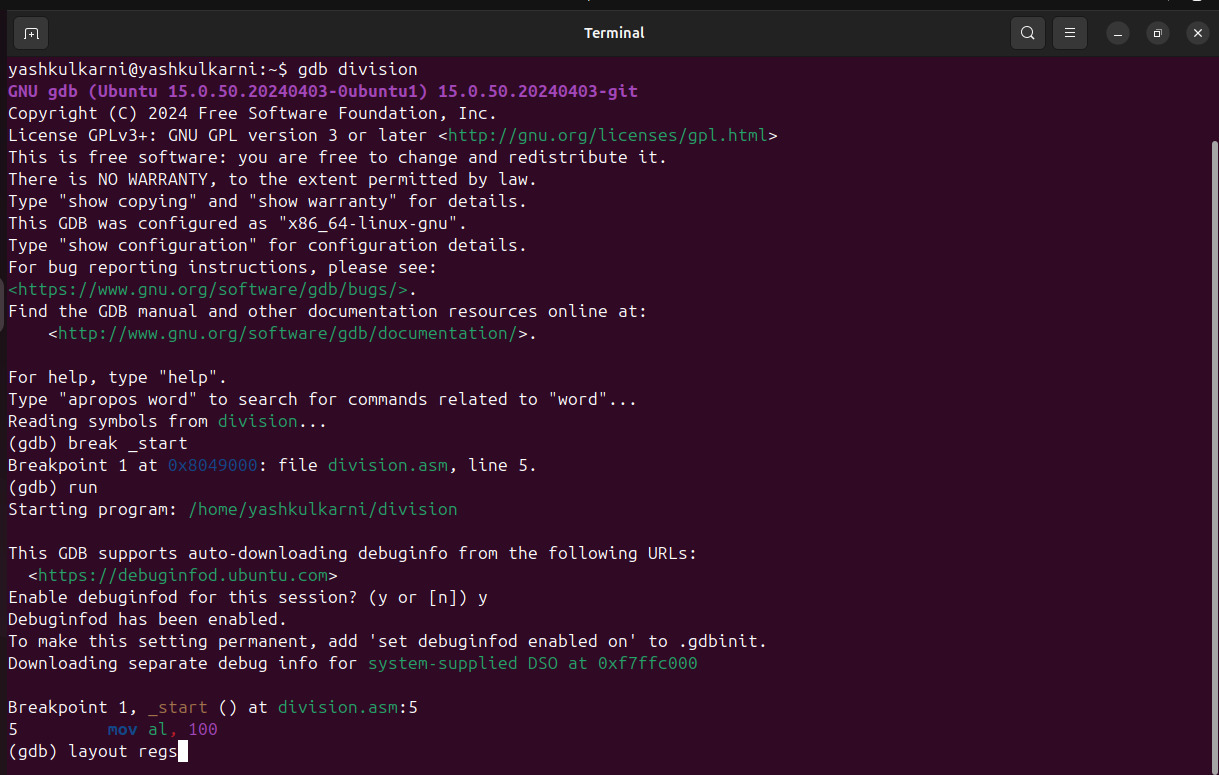 Terminal
yashkulkarni@yashkulkarni:~$ gdb division
GNU gdb (Ubuntu 15.0.50.20240403-0ubuntu1) 15.0.50.20240403-git
Copyright (C) 2024 Free Software Foundation, Inc.
License GPLv3+: GNU GPL version 3 or later <http://gnu.org/licenses/gpl.html>
This is free software: you are free to change and redistribute it.
There is NO WARRANTY, to the extent permitted by law.
Type "show copying" and "show warranty" for details.
This GDB was configured as "x86_64-linux-gnu".
Type "show configuration" for configuration details.
For bug reporting instructions, please see:
<https://www.gnu.org/software/gdb/bugs/>.
Find the GDB manual and other documentation resources online at:
    <http://www.gnu.org/software/gdb/documentation/>.

For help, type "help".
Type "apropos word" to search for commands related to "word"...
Reading symbols from division...
(gdb) break _start
Breakpoint 1 at 0x8049000: file division.asm, line 5.
(gdb) run
Starting program: /home/yashkulkarni/division

This GDB supports auto-downloading debuginfo from the following URLs:
  <https://debuginfod.ubuntu.com>
Enable debuginfod for this session? (y or [n]) y
Debuginfod has been enabled.
To make this setting permanent, add 'set debuginfod enabled on' to .gdbinit.
Downloading separate debug info for system-supplied DSO at 0xf7ffc000

Breakpoint 1, _start () at division.asm:5
5         mov al, 100
(gdb) layout regs